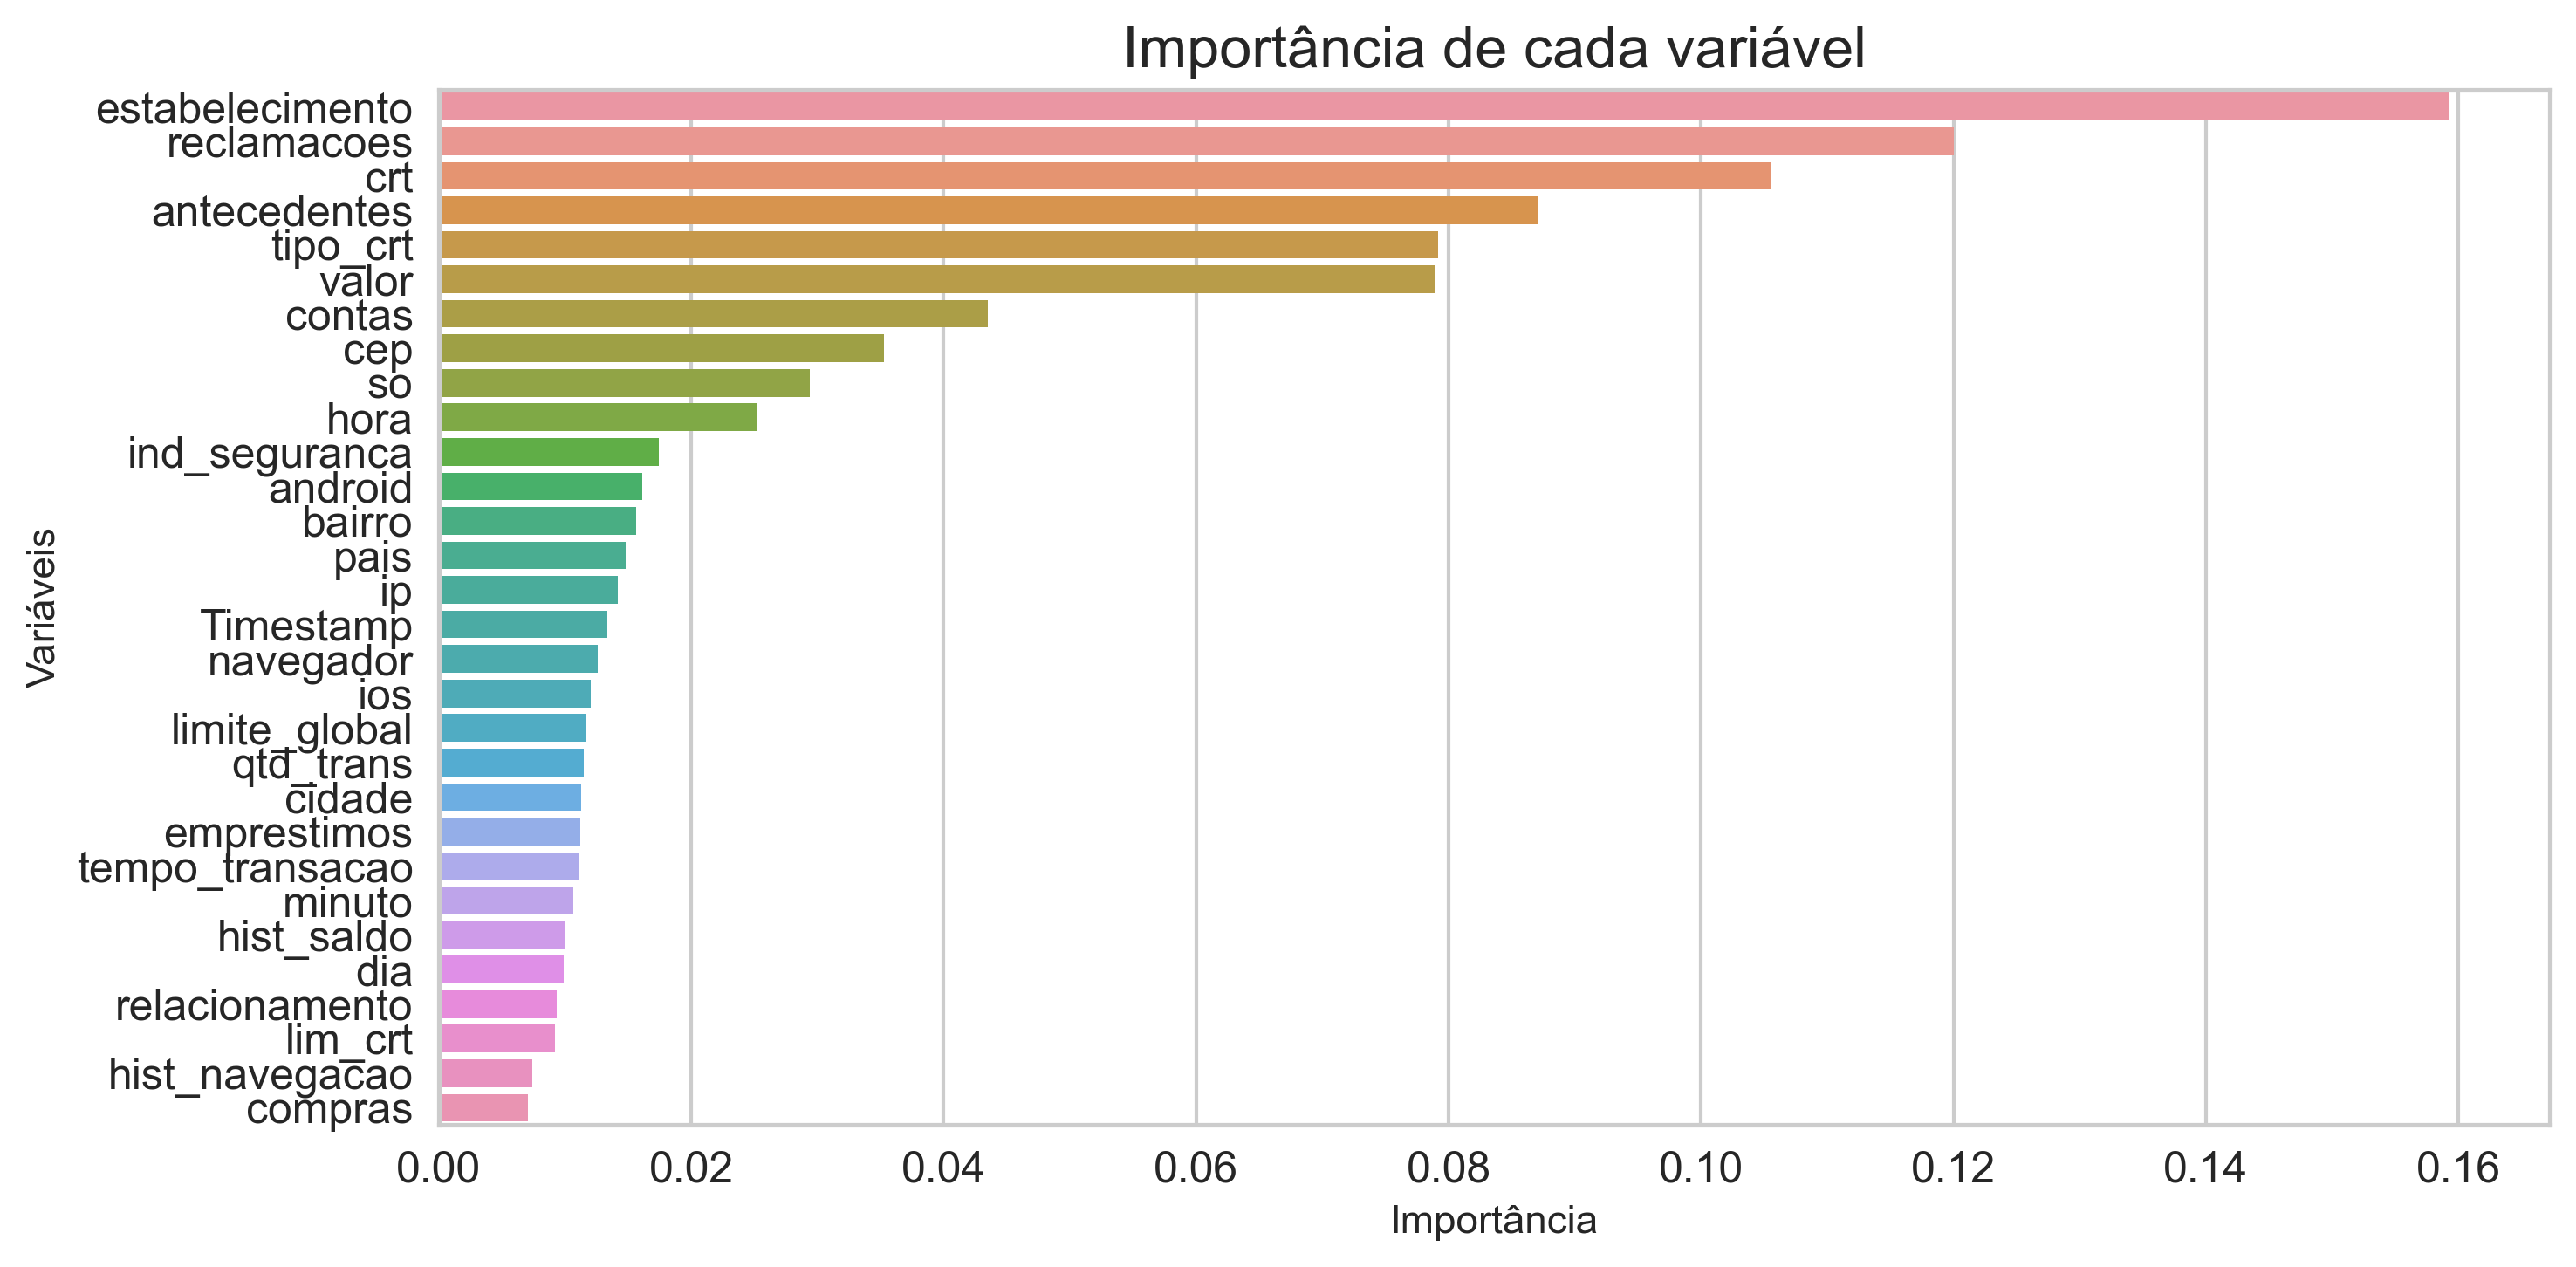 Importância de cada variável
estabelecimento
reclamacoes
crt
antecedentes
tipo_crt
valor
contas
cep
so
hora
ind_seguranca
android
bairro
pais
ip
Timestamp
navegador
ios
limite_global
qtd_trans
cidade
emprestimos
tempo_transacao
minuto
hist_saldo
dia
relacionamento
lim_crt
hist_navegacao
compras
Variáveis
0.00 0.02 0.04 0.06 0.08 0.10 0.12 0.14 0.16
Importância